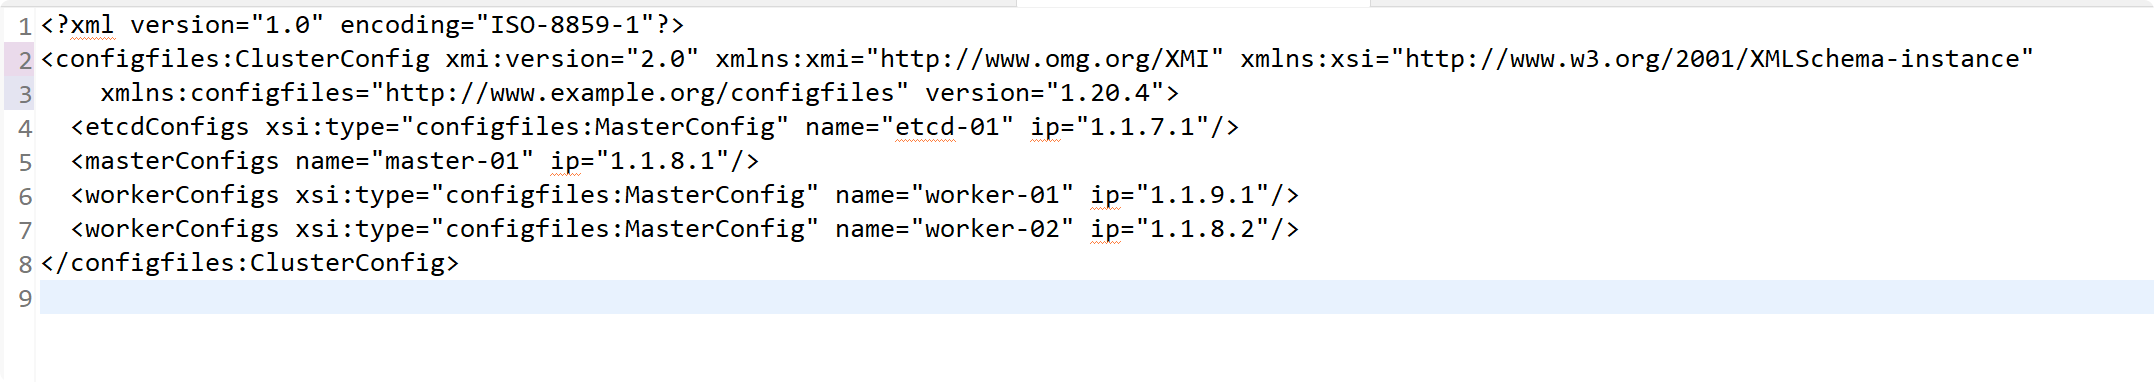 1 <?xml version="1.0" encoding="ISO-8859-1"?>
2 <configfiles:ClusterConfig xmi:version="2.0" xmlns:xmi="http://www.omg.org/XMI" xmlns:xsi="http://www.w3.org/2001/XMLSchema-instance"
3     xmlns:configfiles="http://www.example.org/configfiles" version="1.20.4">
4   <etcdConfigs xsi:type="configfiles:MasterConfig" name="etcd-01" ip="1.1.7.1"/>
5   <masterConfigs name="master-01" ip="1.1.8.1"/>
6   <workerConfigs xsi:type="configfiles:MasterConfig" name="worker-01" ip="1.1.9.1"/>
7   <workerConfigs xsi:type="configfiles:MasterConfig" name="worker-02" ip="1.1.8.2"/>
8 </configfiles:ClusterConfig>
9